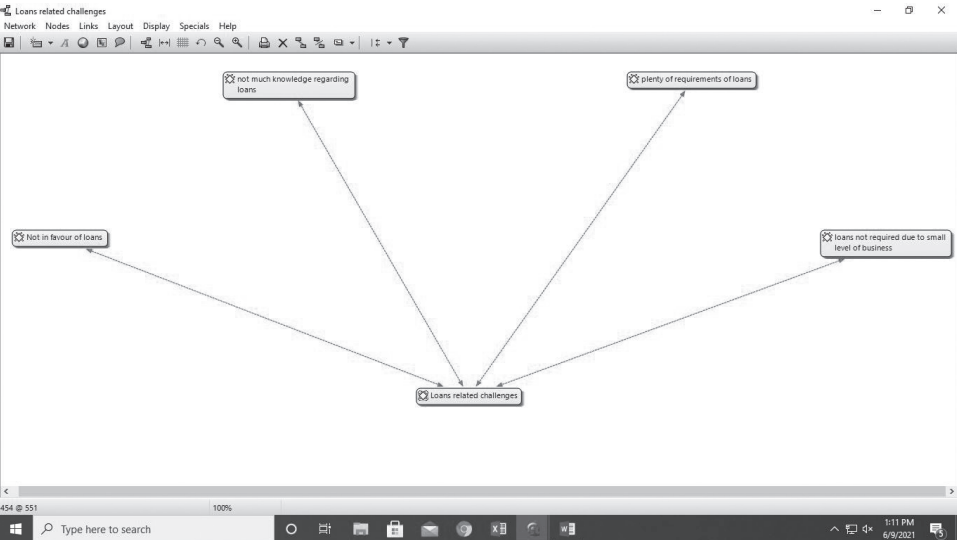 Loans related challenges
Network Nodes Links Layout Display Specials Help
not much knowledge regarding
loans
plenty of requirements of loans
Not in favour of loans
loans not required due to small
level of business
Loans related challenges
454 @ 551
100%
Type here to search
1:11 PM
6/9/2021
5